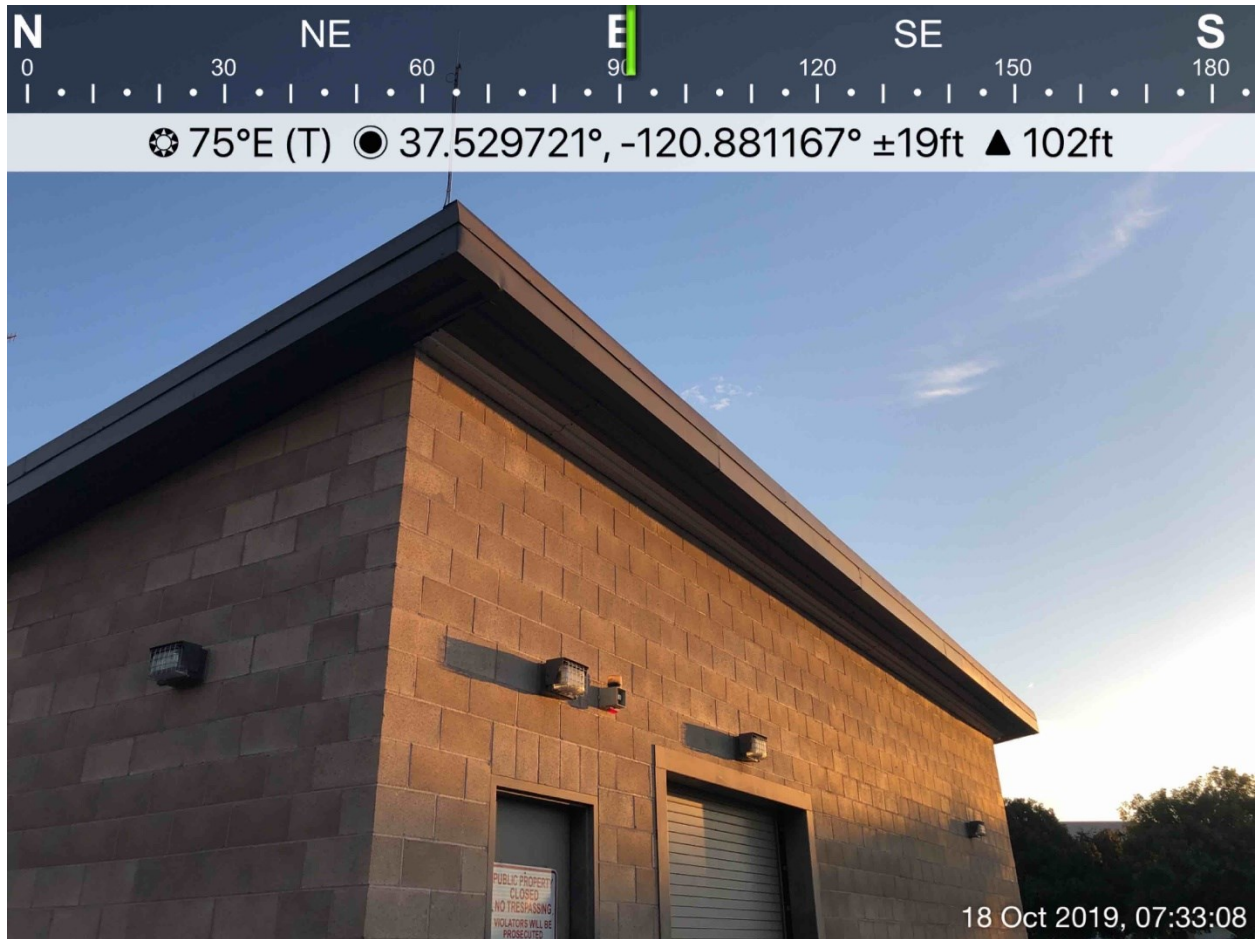 N NE E SE S
0 30 60 90 120 150 180
75°E (T) 37.529721°, -120.881167° ±19ft ▲ 102ft
PUBLIC PROPERTY
CLOSED
NO TRESPASSING
VIOLATORS WILL BE
PROSECUTED
18 Oct 2019, 07:33:08